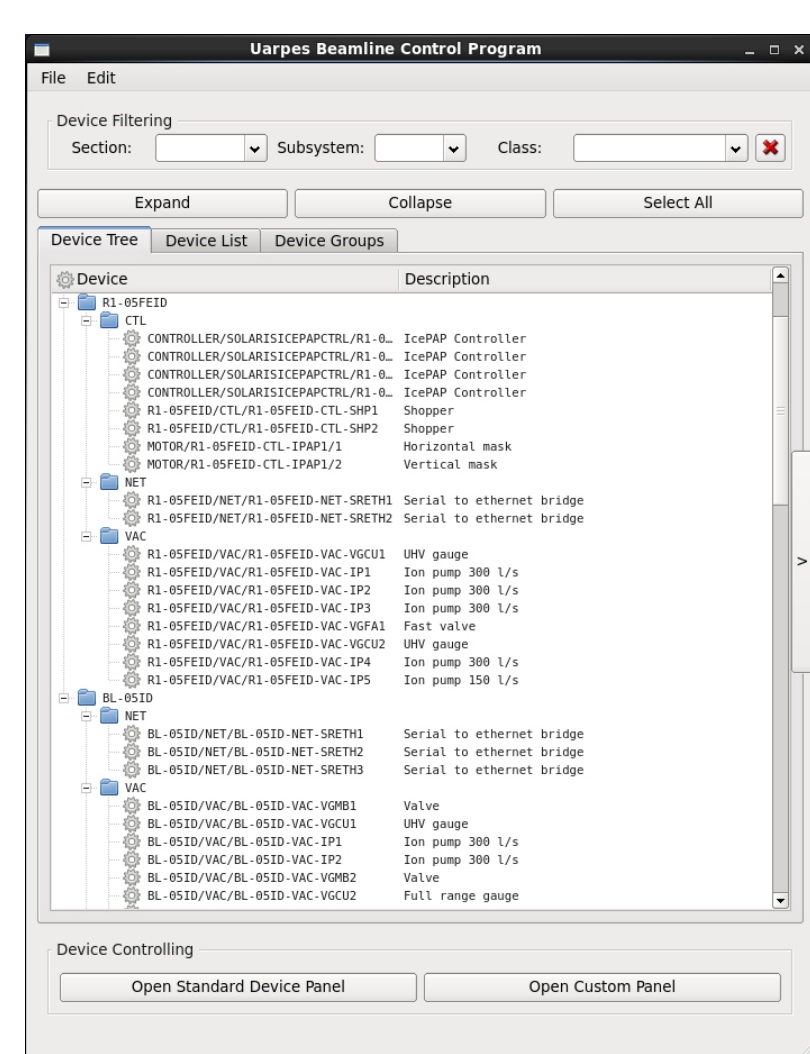 Uarpes Beamline Control Program
File Edit
Device Filtering
Section: Subsystem: Class:
Expand Collapse Select All
Device Tree Device List Device Groups
Device Description
R1-05FEID
CTL
CONTROLLER/SOLARISICEPAPCTRL/R1-0… IcePAP Controller
CONTROLLER/SOLARISICEPAPCTRL/R1-0… IcePAP Controller
CONTROLLER/SOLARISICEPAPCTRL/R1-0… IcePAP Controller
CONTROLLER/SOLARISICEPAPCTRL/R1-0… IcePAP Controller
R1-05FEID/CTL/R1-05FEID-CTL-SHP1 Shopper
R1-05FEID/CTL/R1-05FEID-CTL-SHP2 Shopper
MOTOR/R1-05FEID-CTL-IPAP1/1 Horizontal mask
MOTOR/R1-05FEID-CTL-IPAP1/2 Vertical mask
NET
R1-05FEID/NET/R1-05FEID-NET-SRETH1 Serial to ethernet bridge
R1-05FEID/NET/R1-05FEID-NET-SRETH2 Serial to ethernet bridge
VAC
R1-05FEID/VAC/R1-05FEID-VAC-VGCU1 UHV gauge
R1-05FEID/VAC/R1-05FEID-VAC-IP1 Ion pump 300 l/s
R1-05FEID/VAC/R1-05FEID-VAC-IP2 Ion pump 300 l/s
R1-05FEID/VAC/R1-05FEID-VAC-IP3 Ion pump 300 l/s
R1-05FEID/VAC/R1-05FEID-VAC-VGFA1 Fast valve
R1-05FEID/VAC/R1-05FEID-VAC-VGCU2 UHV gauge
R1-05FEID/VAC/R1-05FEID-VAC-IP4 Ion pump 300 l/s
R1-05FEID/VAC/R1-05FEID-VAC-IP5 Ion pump 150 l/s
BL-05ID
NET
BL-05ID/NET/BL-05ID-NET-SRETH1 Serial to ethernet bridge
BL-05ID/NET/BL-05ID-NET-SRETH2 Serial to ethernet bridge
BL-05ID/NET/BL-05ID-NET-SRETH3 Serial to ethernet bridge
VAC
BL-05ID/VAC/BL-05ID-VAC-VGMB1 Valve
BL-05ID/VAC/BL-05ID-VAC-VGCU1 UHV gauge
BL-05ID/VAC/BL-05ID-VAC-IP1 Ion pump 300 l/s
BL-05ID/VAC/BL-05ID-VAC-IP2 Ion pump 300 l/s
BL-05ID/VAC/BL-05ID-VAC-VGMB2 Valve
BL-05ID/VAC/BL-05ID-VAC-VGCU2 Full range gauge
>
Device Controlling
Open Standard Device Panel Open Custom Panel